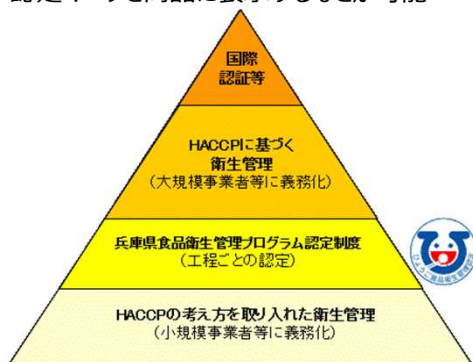 国際
認証等
HACCPに基づく
衛生管理
（大規模事業者等に義務化）
兵庫県食品衛生管理プログラム認定制度
（工程ごとの認定）
HACCPの考え方を取り入れた衛生管理
（小規模事業者等に義務化）